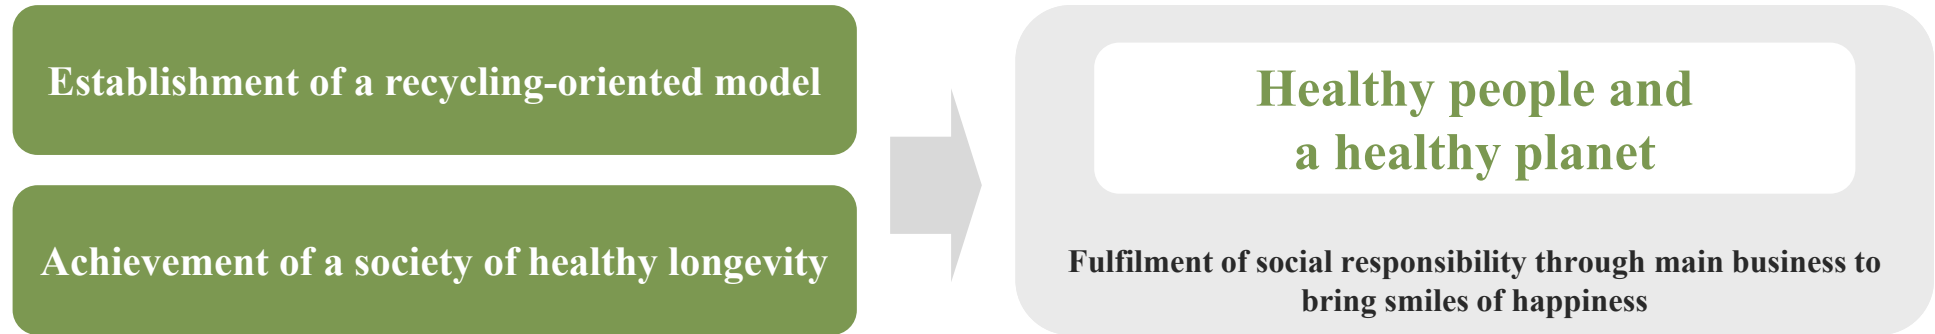 Establishment of a recycling-oriented model
Achievement of a society of healthy longevity
Healthy people and
a healthy planet
Fulfilment of social responsibility through main business to
bring smiles of happiness